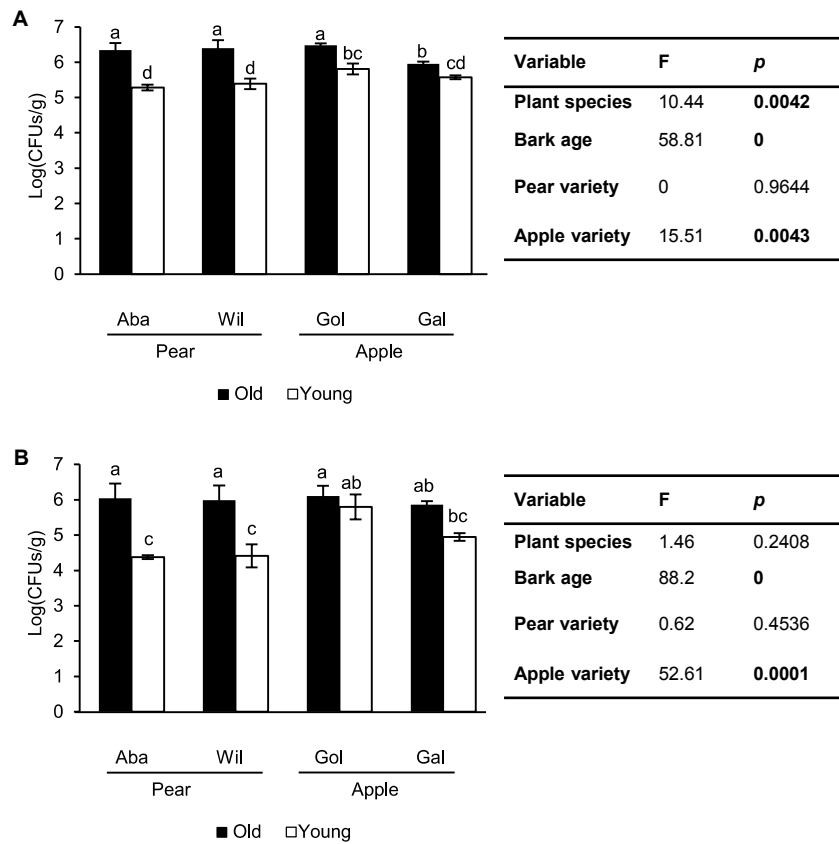 A
Log(CFUs/g)
7
6
5
4
3
2
1
0
a d a d a bc b cd
Aba Wil Gol Gal
Pear Apple
Old Young
Variable F p
Plant species 10.44 0.0042
Bark age 58.81 0
Pear variety 0 0.9644
Apple variety 15.51 0.0043
B
Log(CFUs/g)
7
6
5
4
3
2
1
0
a c a c a ab ab bc
Aba Wil Gol Gal
Pear Apple
Old Young
Variable F p
Plant species 1.46 0.2408
Bark age 88.2 0
Pear variety 0.62 0.4536
Apple variety 52.61 0.0001